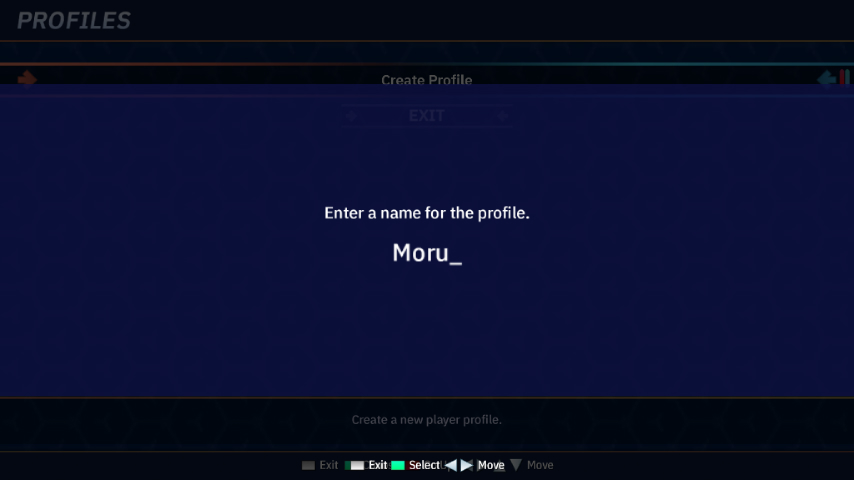 PROFILES
Create Profile
EXIT
Enter a name for the profile.
Moru_
Create a new player profile.
Exit Exit Select Move Move